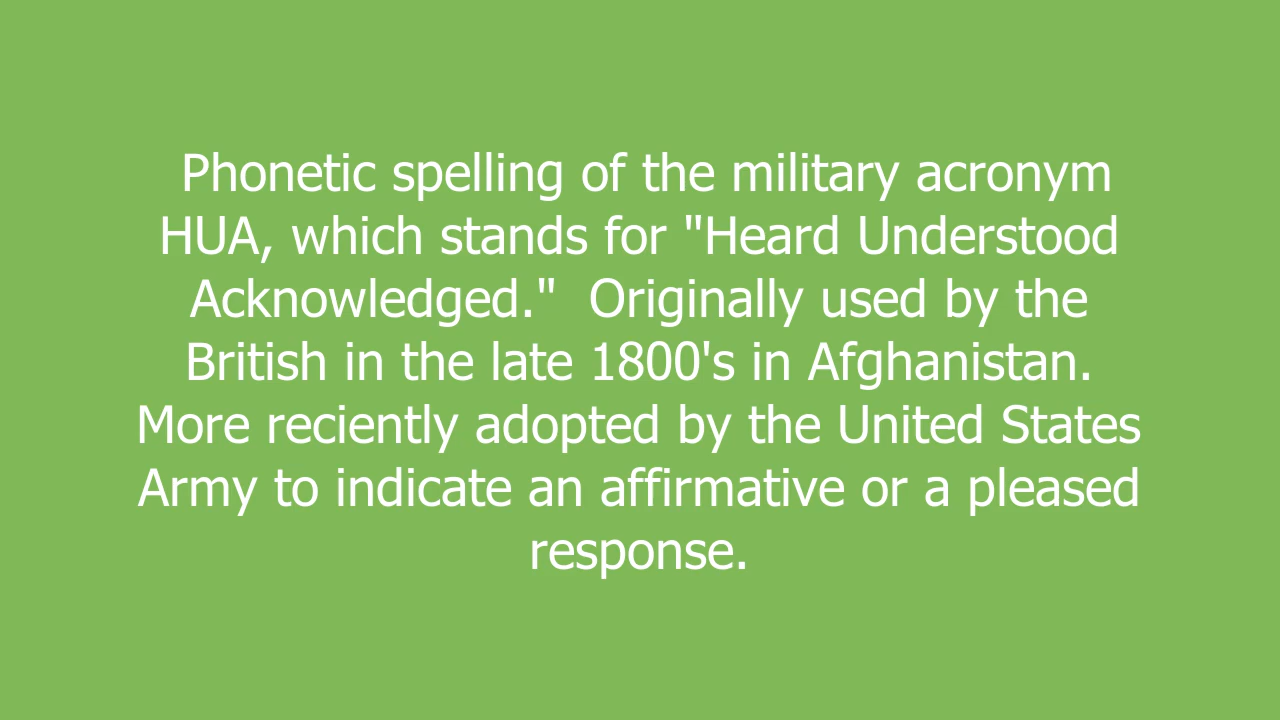 Phonetic spelling of the military acronym
HUA, which stands for "Heard Understood
Acknowledged."  Originally used by the
British in the late 1800's in Afghanistan.
More reciently adopted by the United States
Army to indicate an affirmative or a pleased
response.